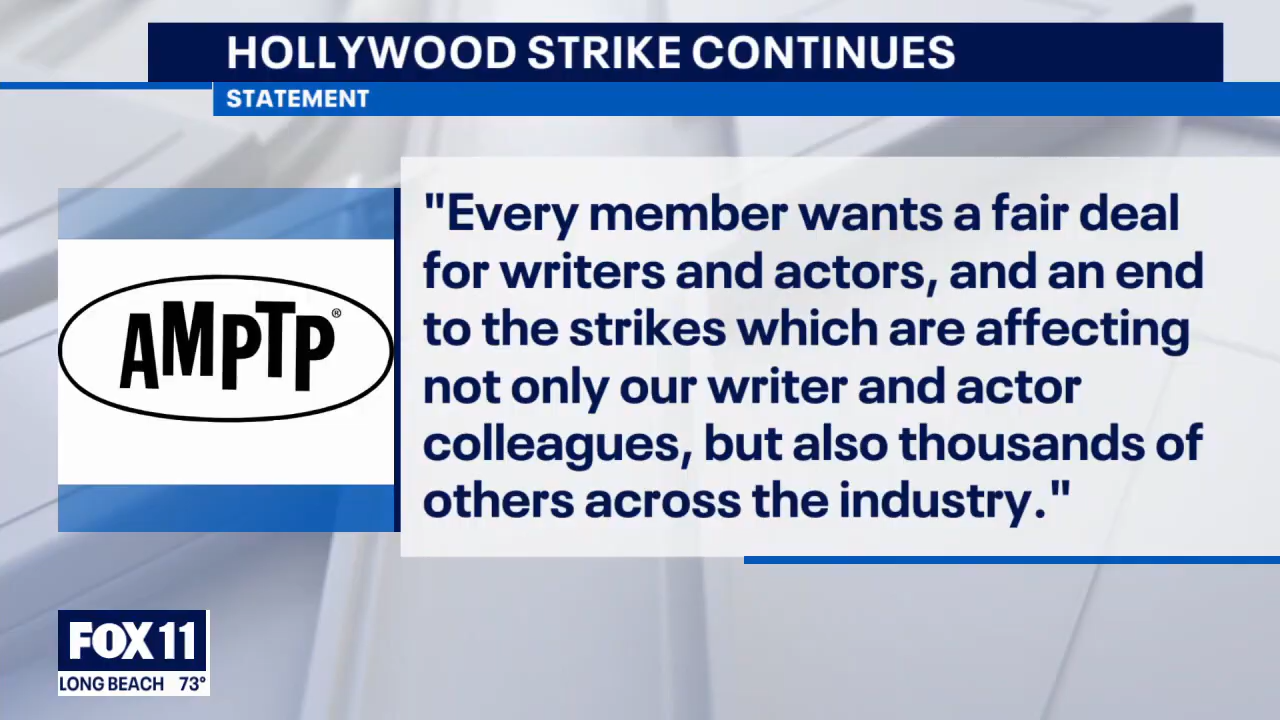 HOLLYWOOD STRIKE CONTINUES
STATEMENT
AMPTP®
"Every member wants a fair deal
for writers and actors, and an end
to the strikes which are affecting
not only our writer and actor
colleagues, but also thousands of
others across the industry."
FOX 11
LONG BEACH 73°